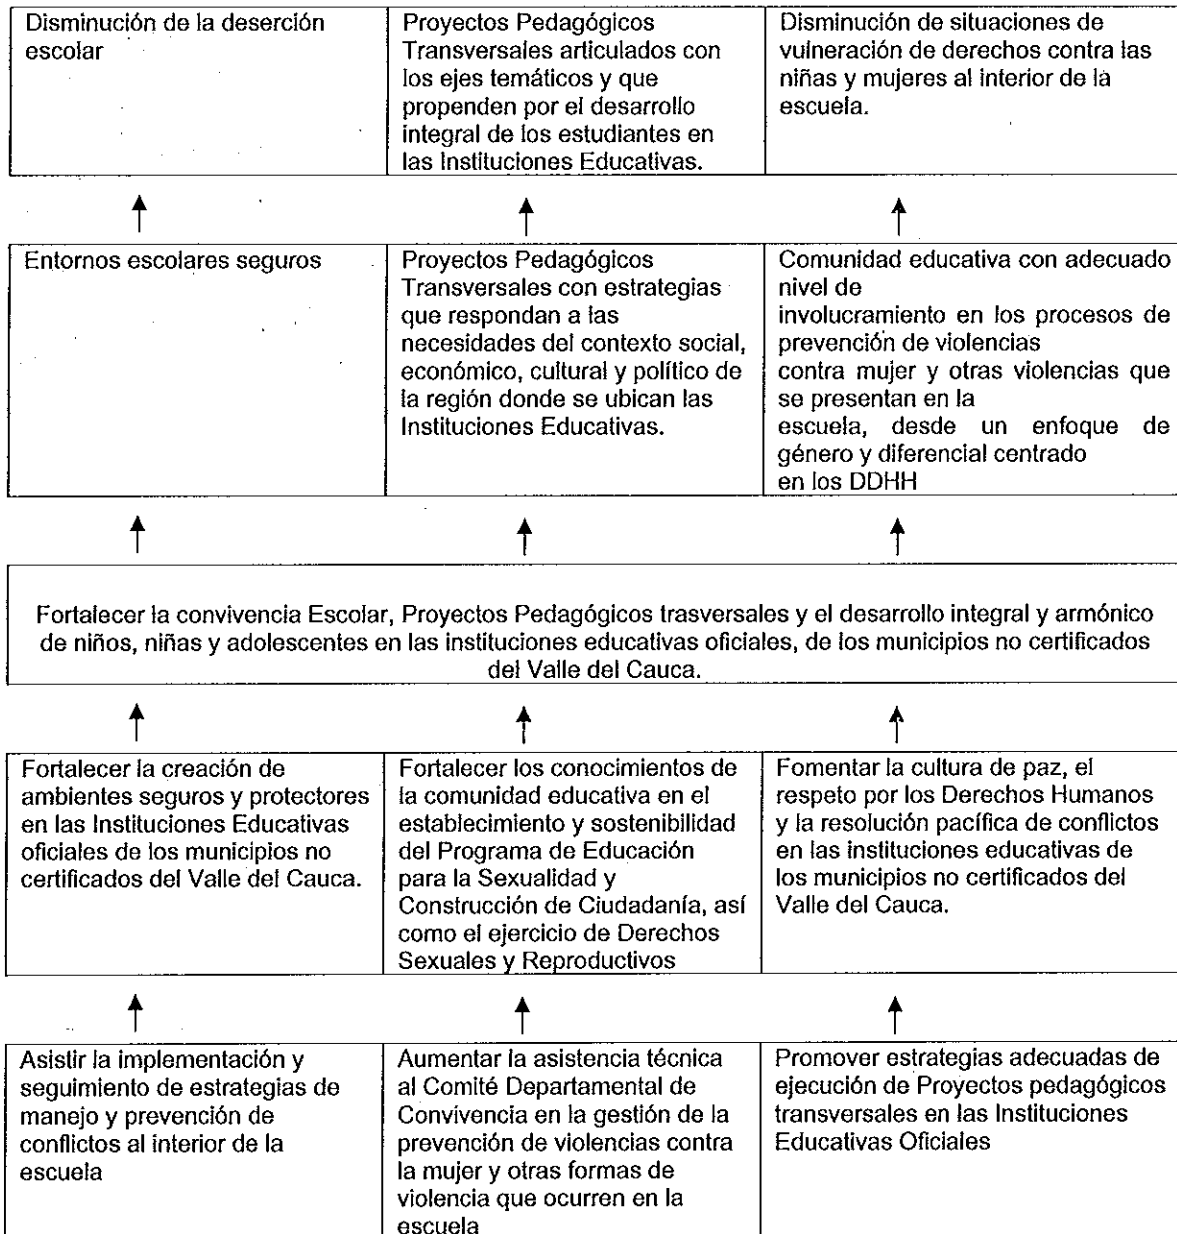 Disminución de la deserción
escolar
Proyectos Pedagógicos
Transversales articulados con
los ejes temáticos y que
propenden por el desarrollo
integral de los estudiantes en
las Instituciones Educativas.
Disminución de situaciones de
vulneración de derechos contra las
niñas y mujeres al interior de la
escuela.
Entornos escolares seguros
Proyectos Pedagógicos
Transversales con estrategias
que respondan a las
necesidades del contexto social,
económico, cultural y político de
la región donde se ubican las
Instituciones Educativas.
Comunidad educativa con adecuado
nivel de
involucramiento en los procesos de
prevención de violencias
contra mujer y otras violencias que
se presentan en la
escuela, desde un enfoque de
género y diferencial centrado
en los DDHH
Fortalecer la convivencia Escolar, Proyectos Pedagógicos trasversales y el desarrollo integral y armónico
de niños, niñas y adolescentes en las instituciones educativas oficiales, de los municipios no certificados
del Valle del Cauca.
Fortalecer la creación de
ambientes seguros y protectores
en las Instituciones Educativas
oficiales de los municipios no
certificados del Valle del Cauca.
Fortalecer los conocimientos de
la comunidad educativa en el
establecimiento y sostenibilidad
del Programa de Educación
para la Sexualidad y
Construcción de Ciudadanía, así
como el ejercicio de Derechos
Sexuales y Reproductivos
Fomentar la cultura de paz, el
respeto por los Derechos Humanos
y la resolución pacífica de conflictos
en las instituciones educativas de
los municipios no certificados del
Valle del Cauca.
Asistir la implementación y
seguimiento de estrategias de
manejo y prevención de
conflictos al interior de la
escuela
Aumentar la asistencia técnica
al Comité Departamental de
Convivencia en la gestión de la
prevención de violencias contra
la mujer y otras formas de
violencia que ocurren en la
escuela
Promover estrategias adecuadas de
ejecución de Proyectos pedagógicos
transversales en las Instituciones
Educativas Oficiales